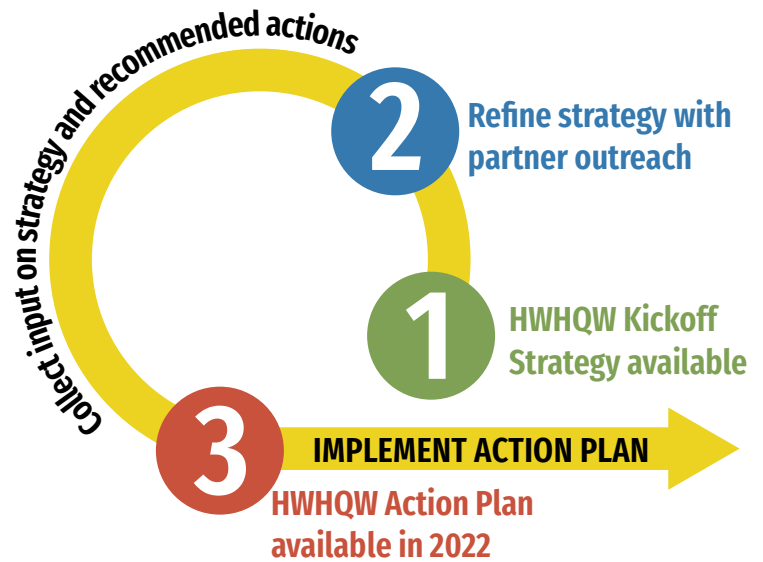 1
HWHQW Kickoff
Strategy available
2
Refine strategy with
partner outreach
Collect input on strategy and recommended actions
3
HWHQW Action Plan
available in 2022
IMPLEMENT ACTION PLAN